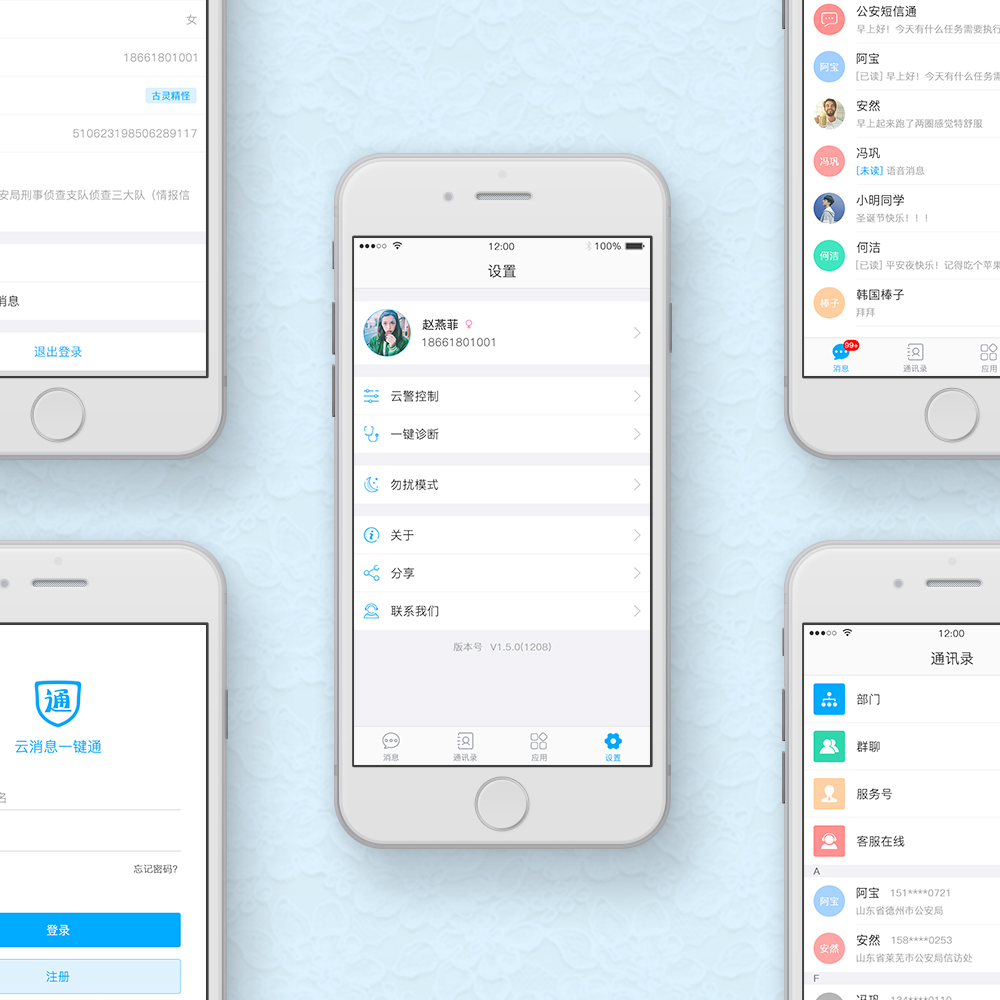 女
18661801001
古灵精怪
510623198506289117
安局刑事侦查支队侦查三大队（情报信
消息
退出登录
公安短信通
早上好！今天有什么任务需要执行
阿宝
阿宝
[已读] 早上好！今天有什么任务需
安然
早上起来跑了两圈感觉特舒服
冯巩
冯巩
[未读] 语音消息
小明同学
圣诞节快乐！！！
何洁
何洁
[已读] 平安夜快乐！记得吃个苹果
棒子
韩国棒子
拜拜
99+
消息
通讯录
应用
12:00
100%
设置
赵燕菲
18661801001
云警控制
一键诊断
勿扰模式
关于
分享
联系我们
版本号 V1.5.0(1208)
消息
通讯录
应用
设置
通
云消息一键通
名
忘记密码?
登录
注册
12:00
通讯录
部门
群聊
服务号
客服在线
A
阿宝
阿宝 151****0721
山东省德州市公安局
安然
安然 158****0253
山东省莱芜市公安局信访处
F
冯巩 134****0110